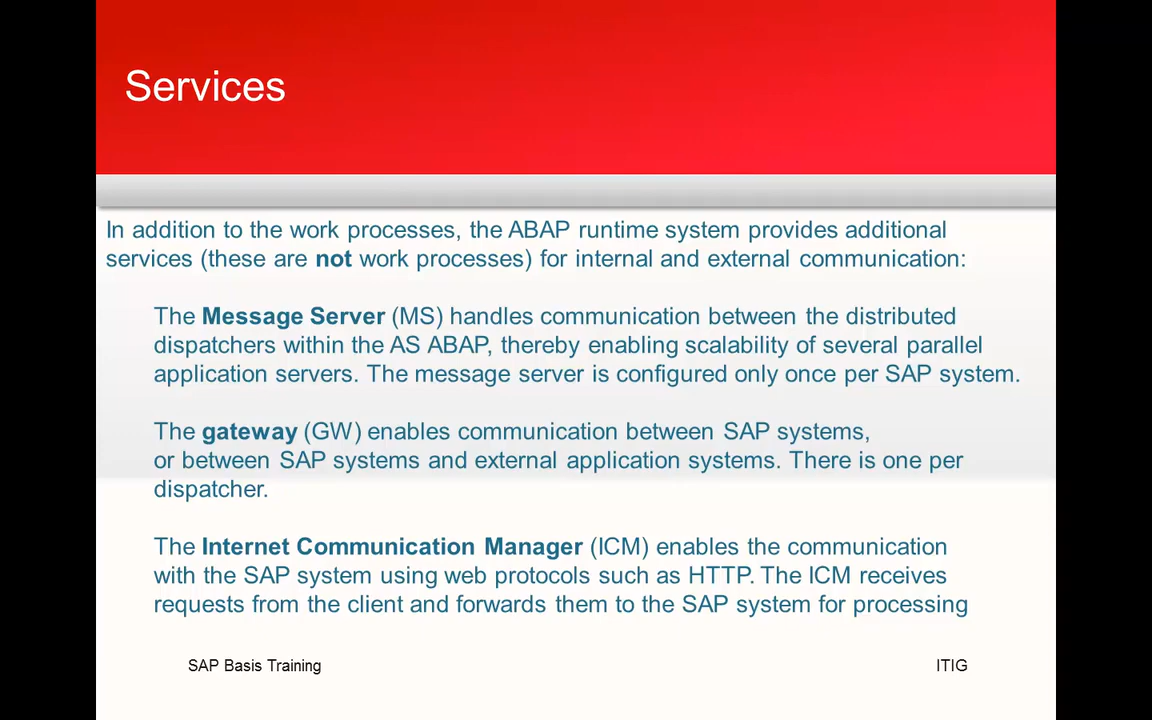 Services
In addition to the work processes, the ABAP runtime system provides additional
services (these are not work processes) for internal and external communication:
The Message Server (MS) handles communication between the distributed
dispatchers within the AS ABAP, thereby enabling scalability of several parallel
application servers. The message server is configured only once per SAP system.
The gateway (GW) enables communication between SAP systems,
or between SAP systems and external application systems. There is one per
dispatcher.
The Internet Communication Manager (ICM) enables the communication
with the SAP system using web protocols such as HTTP. The ICM receives
requests from the client and forwards them to the SAP system for processing
SAP Basis Training
ITIG